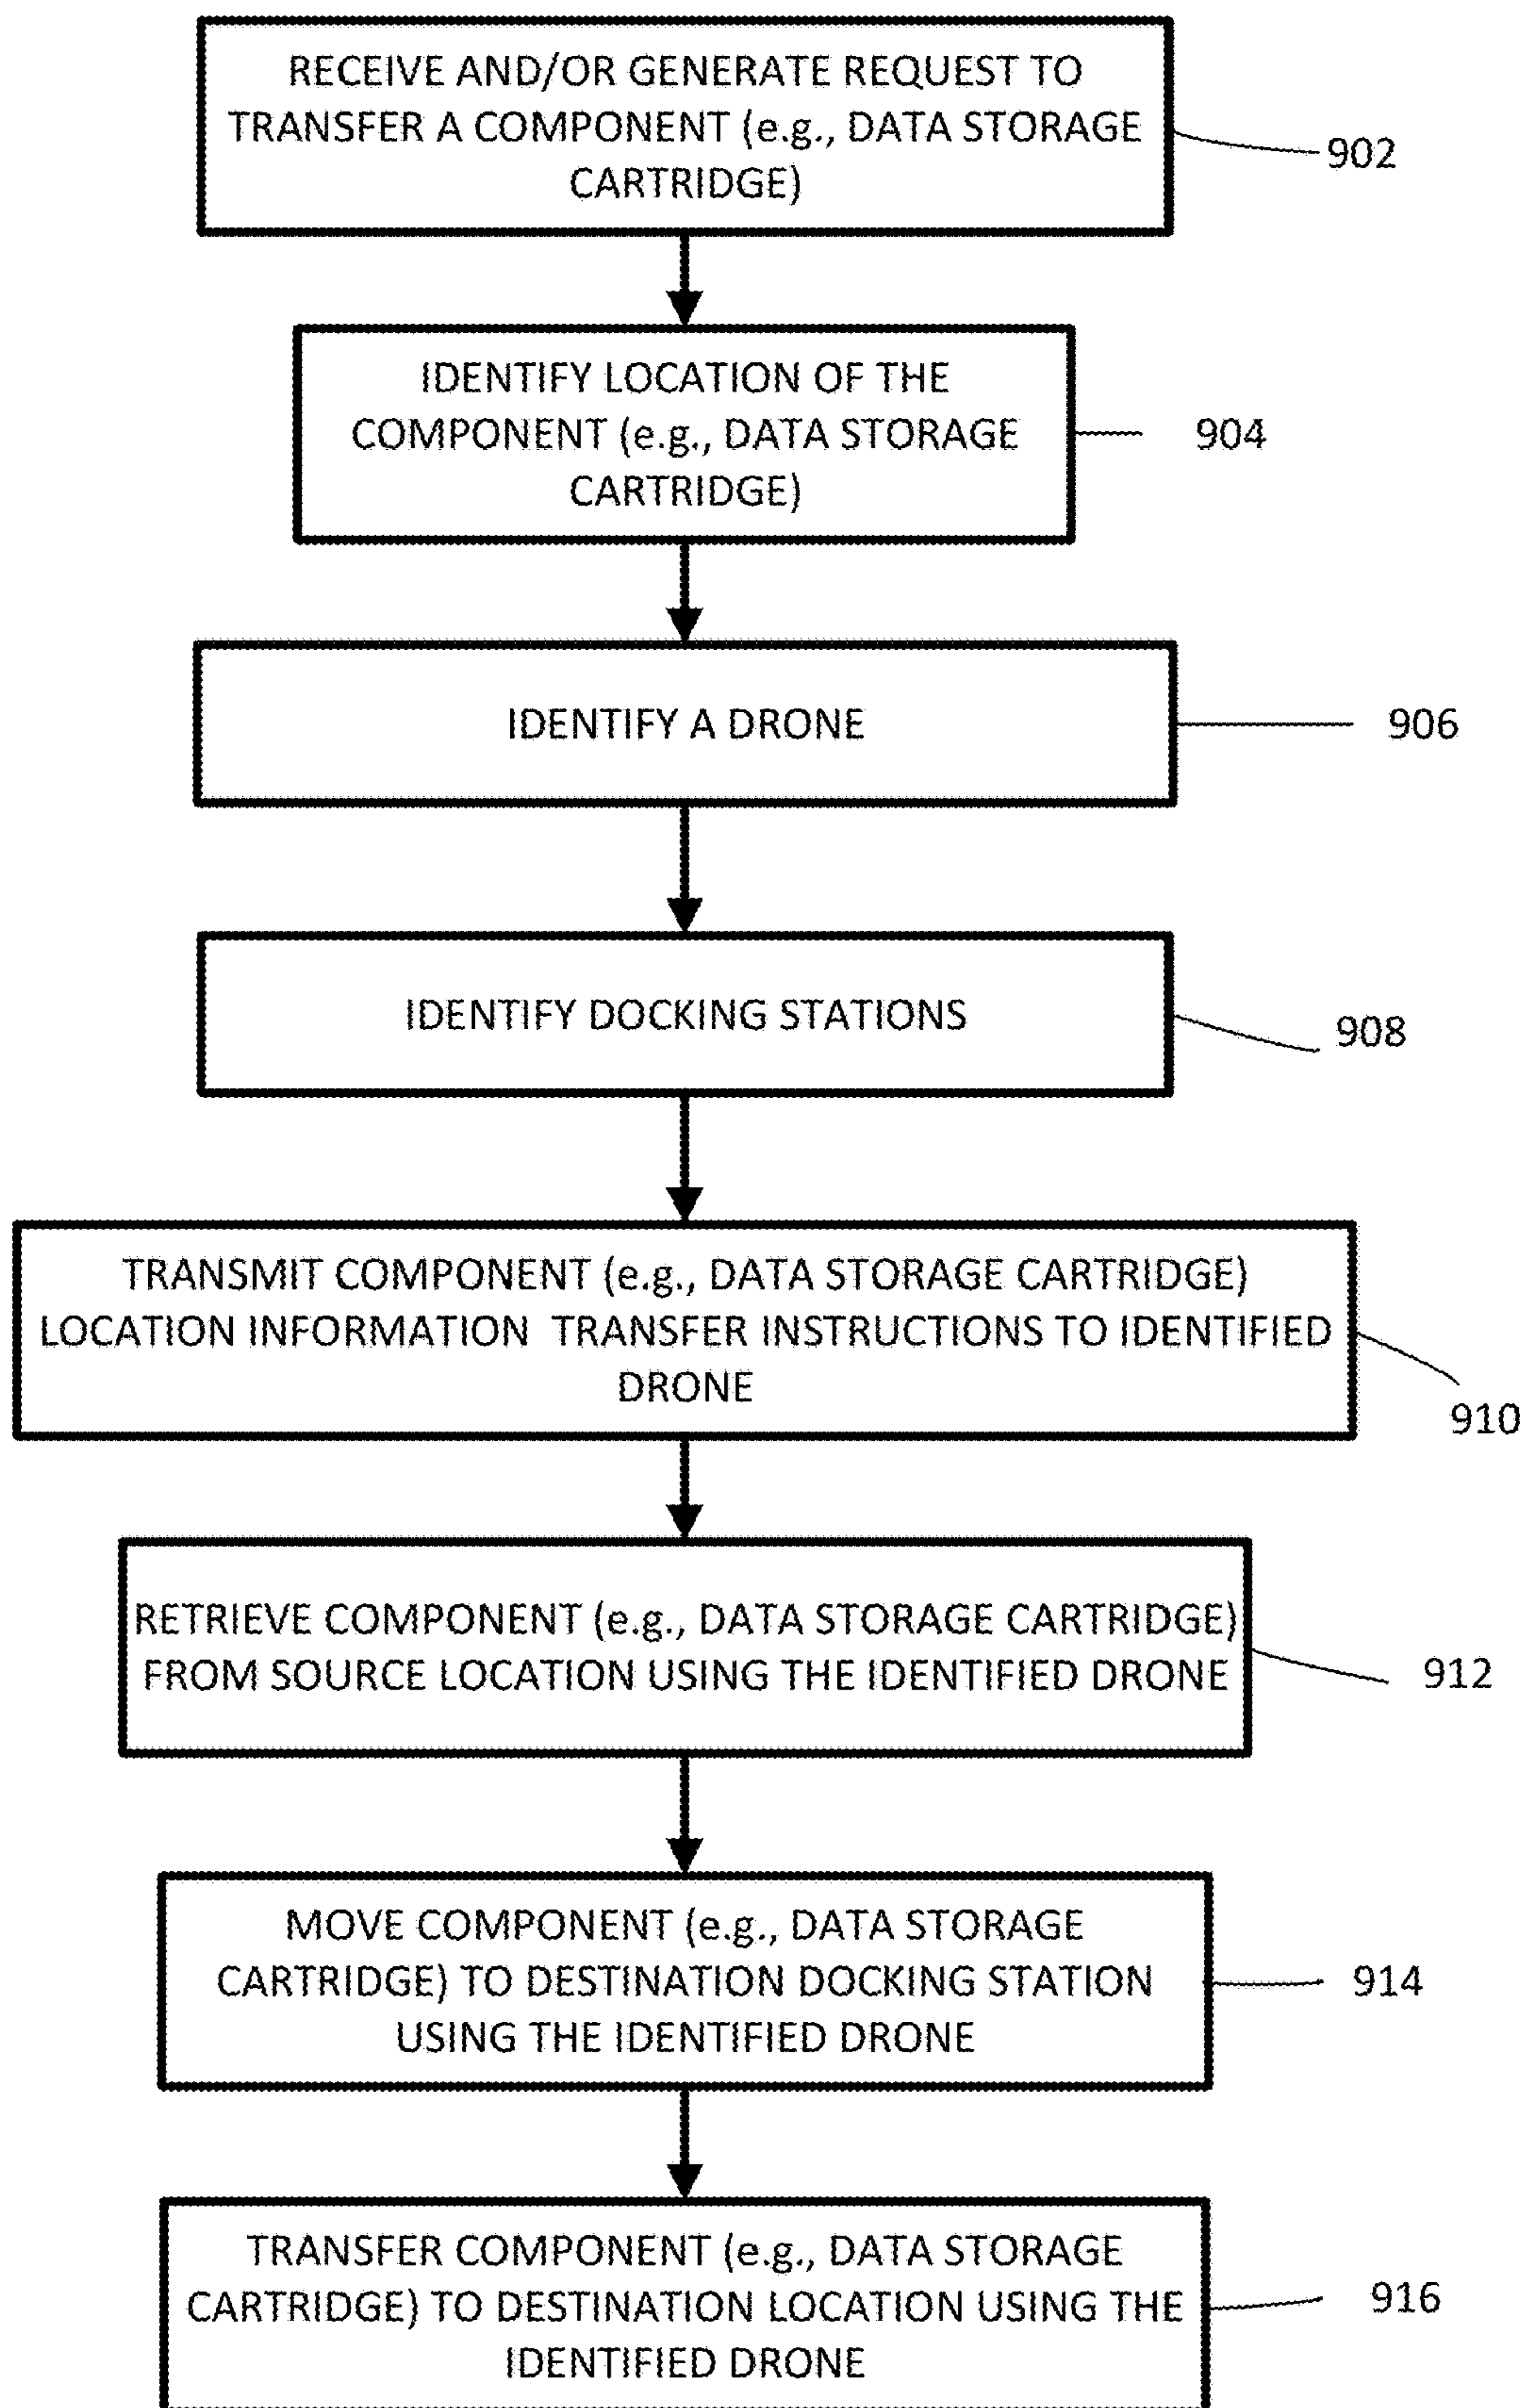 RECEIVE AND/OR GENERATE REQUEST TO
TRANSFER A COMPONENT (e.g., DATA STORAGE
CARTRIDGE)
902
IDENTIFY LOCATION OF THE
COMPONENT (e.g., DATA STORAGE
CARTRIDGE)
904
IDENTIFY A DRONE
906
IDENTIFY DOCKING STATIONS
908
TRANSMIT COMPONENT (e.g., DATA STORAGE CARTRIDGE)
LOCATION INFORMATION TRANSFER INSTRUCTIONS TO IDENTIFIED
DRONE
910
RETRIEVE COMPONENT (e.g., DATA STORAGE CARTRIDGE)
FROM SOURCE LOCATION USING THE IDENTIFIED DRONE
912
MOVE COMPONENT (e.g., DATA STORAGE
CARTRIDGE) TO DESTINATION DOCKING STATION
USING THE IDENTIFIED DRONE
914
TRANSFER COMPONENT (e.g., DATA STORAGE
CARTRIDGE) TO DESTINATION LOCATION USING THE
IDENTIFIED DRONE
916